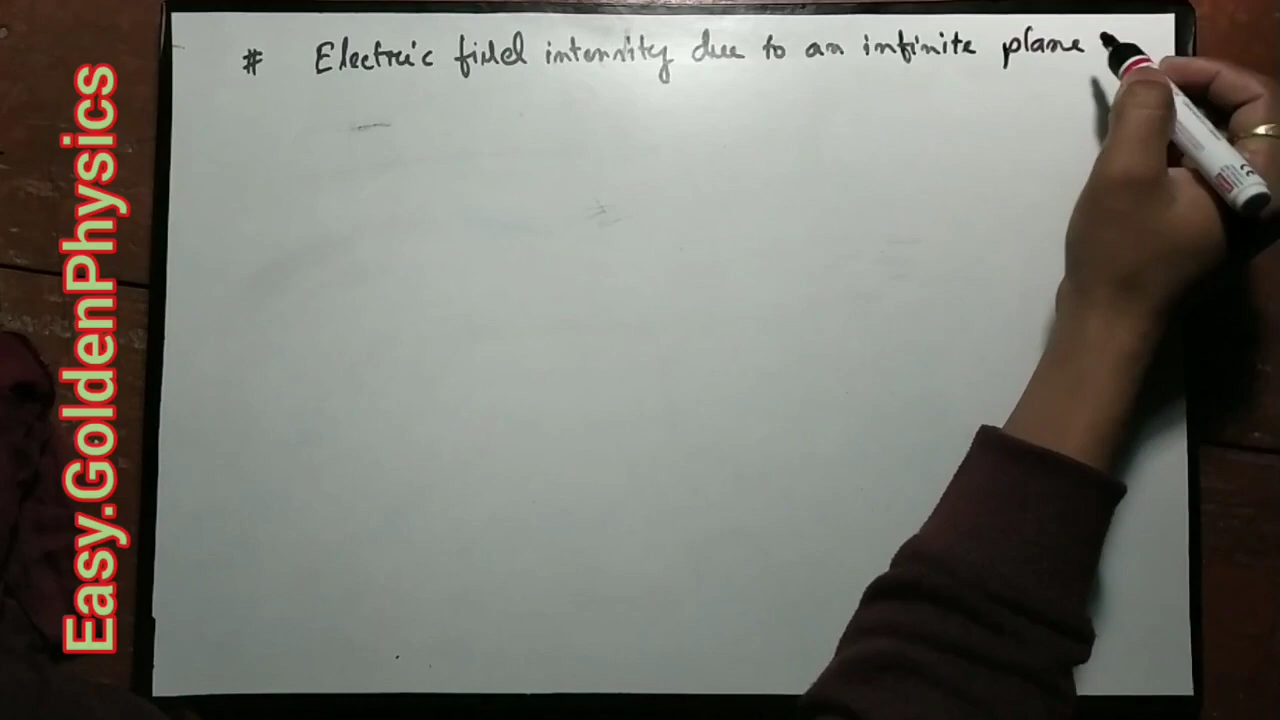 # Electric field intensity due to an infinite plane
Easy.GoldenPhysics